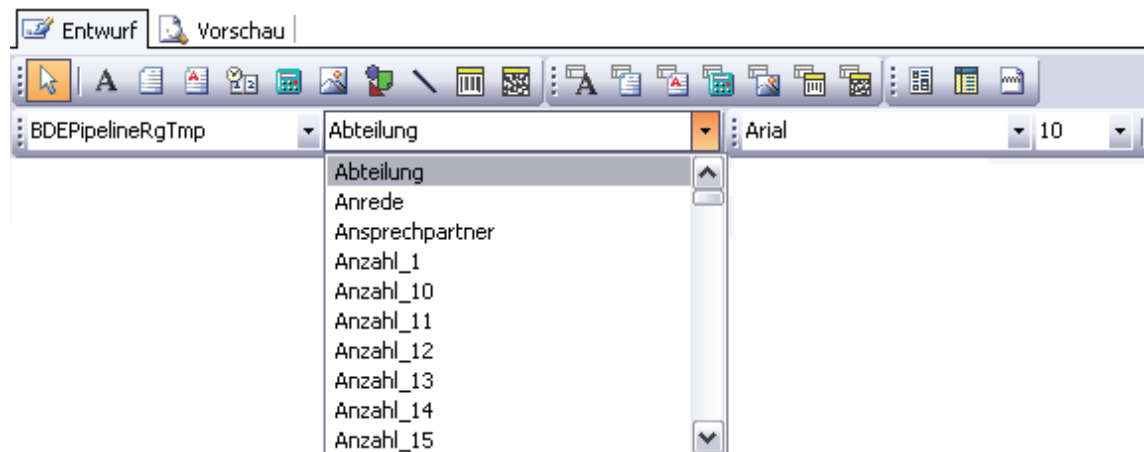 Entwurf Vorschau
BDEPipelineRgTmp Abteilung Arial 10
Abteilung
Anrede
Ansprechpartner
Anzahl_1
Anzahl_10
Anzahl_11
Anzahl_12
Anzahl_13
Anzahl_14
Anzahl_15